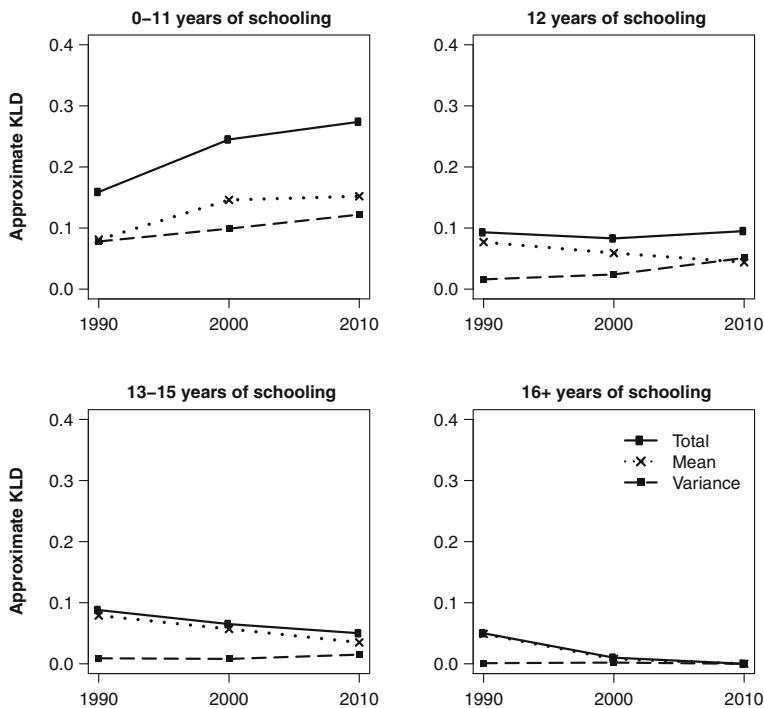 0–11 years of schooling
12 years of schooling
Approximate KLD
0.4
0.3
0.2
0.1
0.0
1990 2000 2010
0.4
0.3
0.2
0.1
0.0
1990 2000 2010
13–15 years of schooling
16+ years of schooling
Approximate KLD
0.4
0.3
0.2
0.1
0.0
1990 2000 2010
0.4
0.3
0.2
0.1
0.0
Total
Mean
Variance
1990 2000 2010